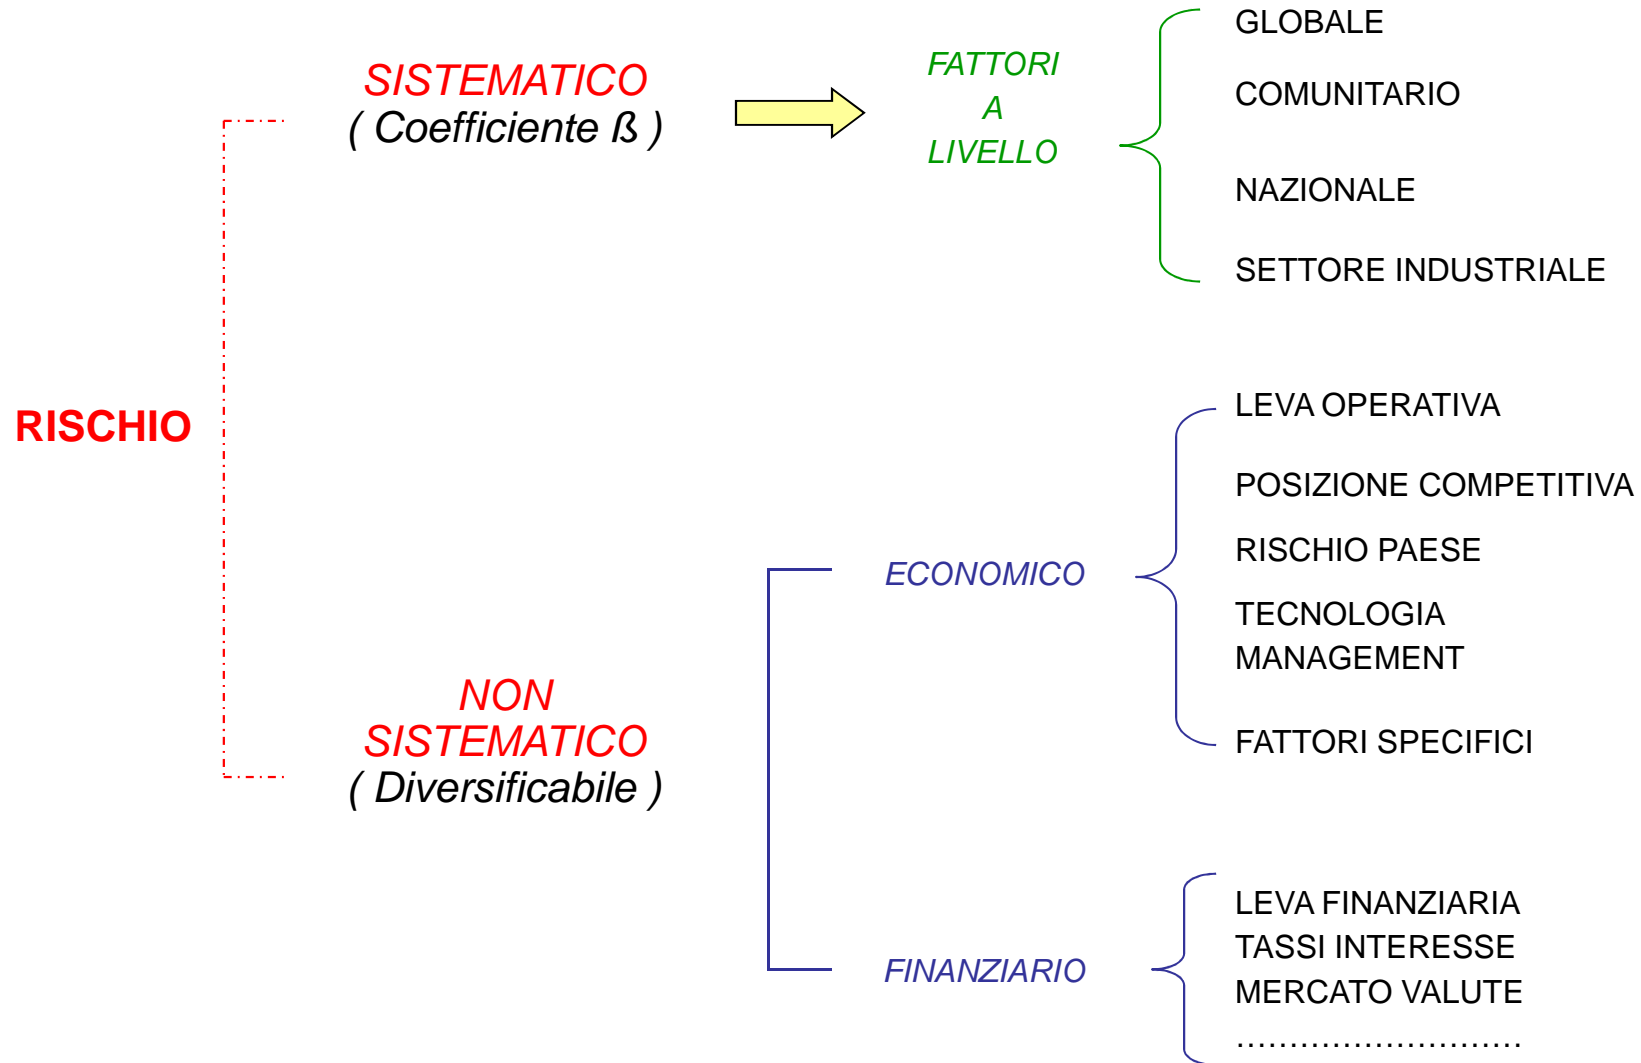 RISCHIO
SISTEMATICO
( Coefficiente ß )
FATTORI
A
LIVELLO
GLOBALE
COMUNITARIO
NAZIONALE
SETTORE INDUSTRIALE
NON
SISTEMATICO
( Diversificabile )
ECONOMICO
LEVA OPERATIVA
POSIZIONE COMPETITIVA
RISCHIO PAESE
TECNOLOGIA
MANAGEMENT
FATTORI SPECIFICI
FINANZIARIO
LEVA FINANZIARIA
TASSI INTERESSE
MERCATO VALUTE
………………………